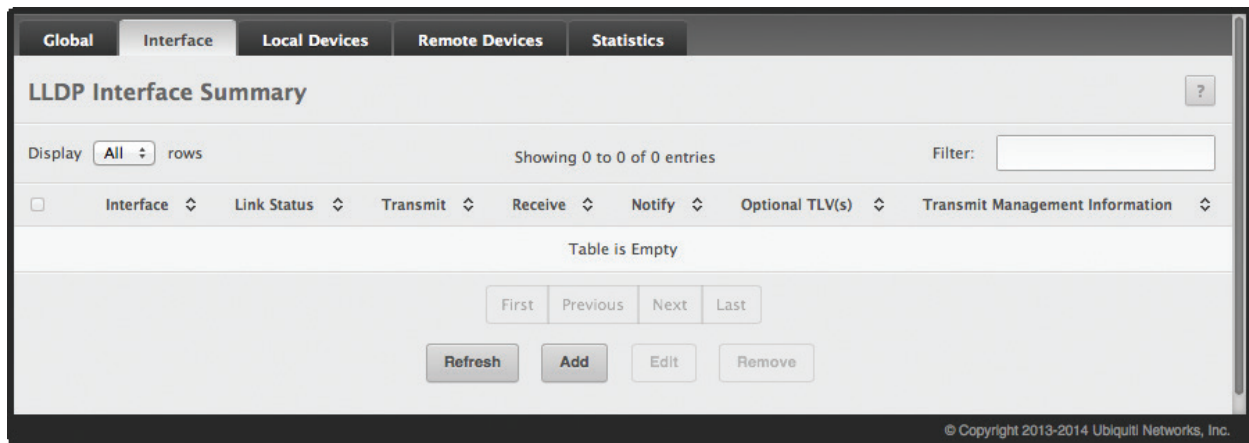 Global Interface Local Devices Remote Devices Statistics
LLDP Interface Summary ?
Display All rows Showing 0 to 0 of 0 entries Filter:
Interface Link Status Transmit Receive Notify Optional TLV(s) Transmit Management Information
Table is Empty
First Previous Next Last
Refresh Add Edit Remove
© Copyright 2013-2014 Ubiquiti Networks, Inc.